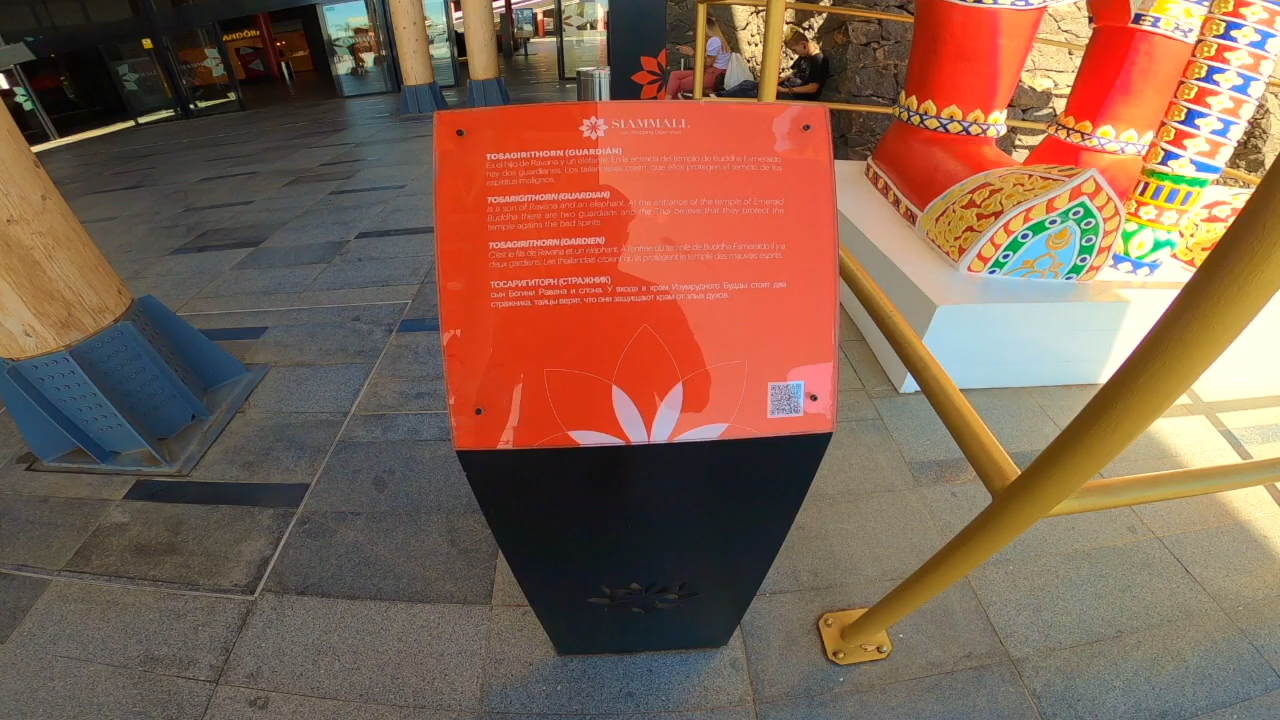 PANDÓRA
SIAMMALL
Fun Shopping Experience
TOSAGIRITHORN (GUARDIÁN)
Es el hijo de Ravana y un elefante. En la entrada del templo de Buddha Esmeralda
hay dos guardianes. Los tailandeses creen que ellos protegen el templo de los
espíritus malignos.
TOSARIGITHORN (GUARDIAN)
Is a son of Ravana and an elephant. At the entrance of the temple of Emerald
Buddha there are two guardians and the Thai believe that they protect the
temple against the bad spirits.
TOSAGIRITHORN (GARDIEN)
C'est le fils de Ravana et un éléphant. A l'entrée du temple de Buddha Esmeraldo il y a
deux gardiens. Les thaïlandais croient qu'ils protègent le temple des mauvais esprits.
ТОСАРИГИТОРН (СТРАЖНИК)
сын Богини Равана и слона. У входа в храм Изумрудного Будды стоят два
стражника, тайцы верят, что они защищают храм от злых духов.